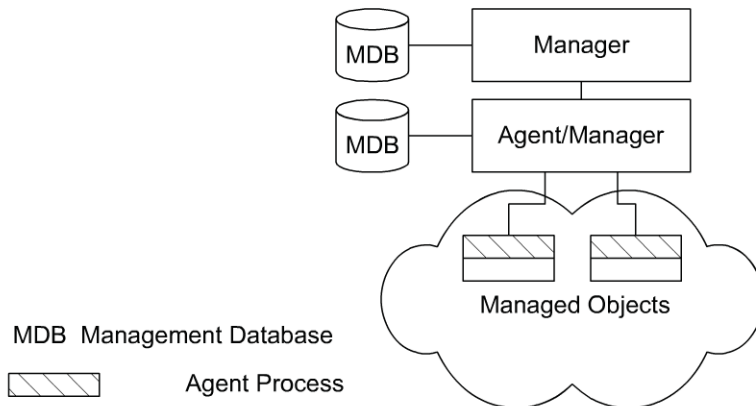 MDB
Manager
MDB
Agent/Manager
Managed Objects
MDB Management Database
Agent Process